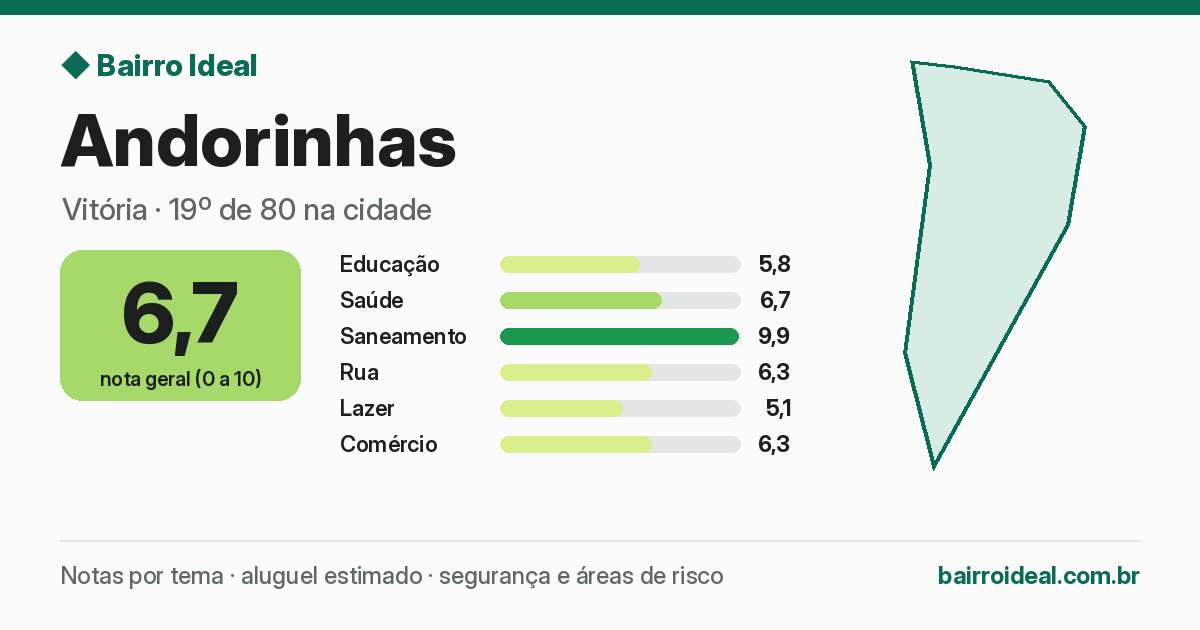 Bairro Ideal
Andorinhas
Vitória · 19º de 80 na cidade
6,7
nota geral (0 a 10)
Educação 5,8
Saúde 6,7
Saneamento 9,9
Rua 6,3
Lazer 5,1
Comércio 6,3
Notas por tema · aluguel estimado · segurança e áreas de risco
bairroideal.com.br